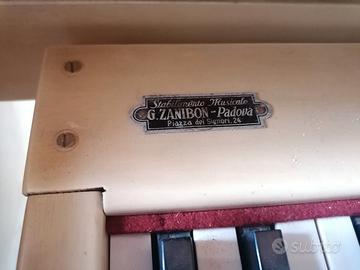 Stabilimento Musicale
G. ZANIBON - Padova
Piazza dei Signori, 24
subito